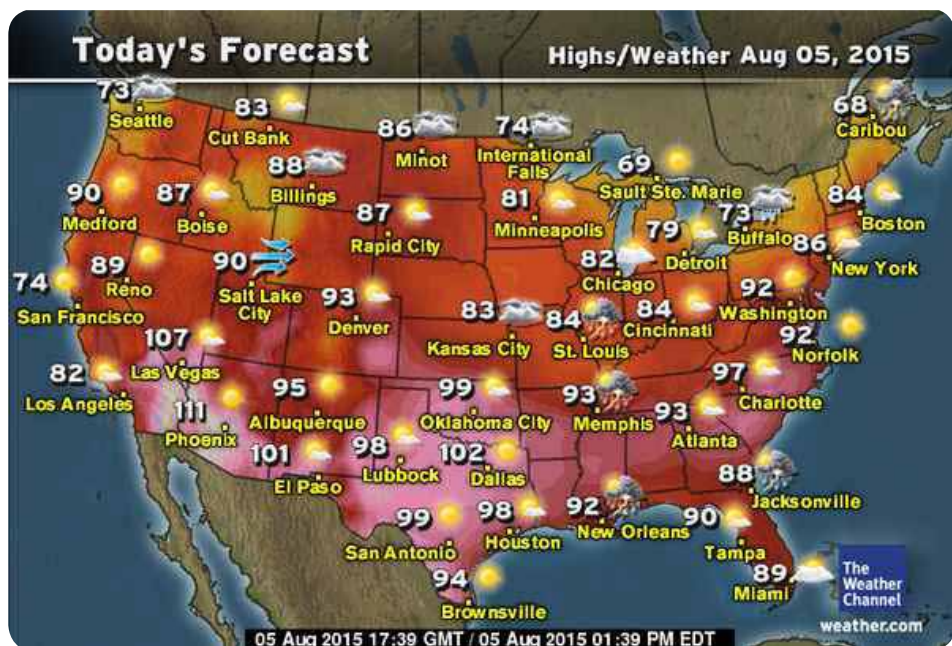 Today's Forecast
Highs/Weather Aug 05, 2015
73
Seattle
83
Cut Bank
86
Minot
74
International
Falls
68
Caribou
88
Billings
69
Sault Ste. Marie
90
Medford
87
Boise
87
Rapid City
81
Minneapolis
79
Detroit
73
Buffalo
84
Boston
86
New York
74
San Francisco
89
Reno
90
Salt Lake
City
93
Denver
83
Kansas City
82
Chicago
84
St. Louis
84
Cincinnati
92
Washington
92
Norfolk
107
Las Vegas
82
Los Angeles
111
Phoenix
95
Albuquerque
99
Oklahoma City
93
Memphis
93
Atlanta
97
Charlotte
101
El Paso
98
Lubbock
102
Dallas
88
Jacksonville
99
San Antonio
98
Houston
92
New Orleans
90
Tampa
94
Brownsville
89
Miami
The
Weather
Channel
weather.com
05 Aug 2015 17:39 GMT / 05 Aug 2015 01:39 PM EDT